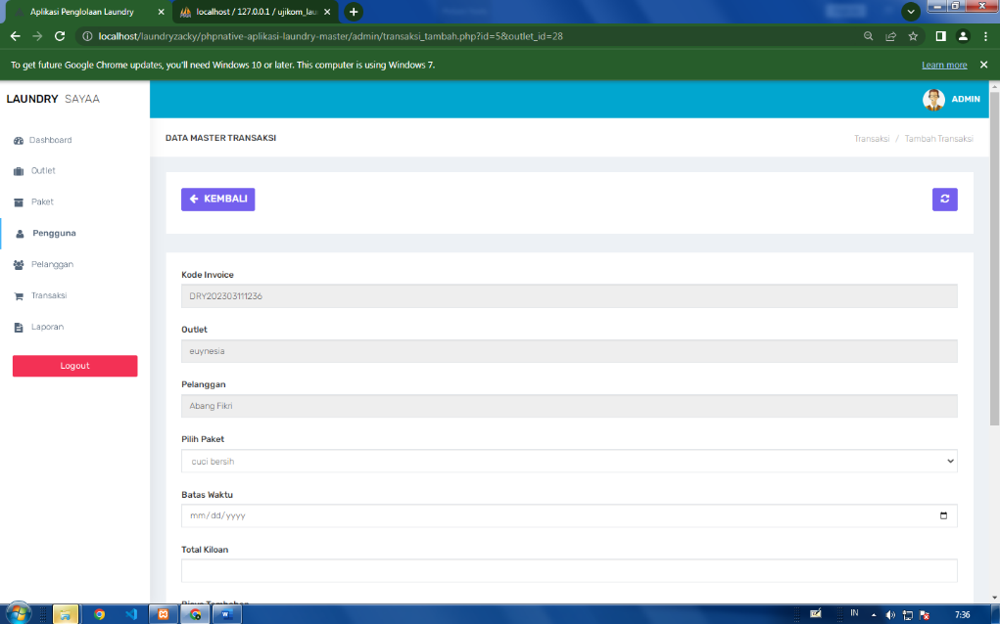 Aplikasi Penglolaan Laundry
localhost / 127.0.0.1 / ujikom_lau
localhost/laundryzacky/phpnative-aplikasi-laundry-master/admin/transaksi_tambah.php?id=5&outlet_id=28
To get future Google Chrome updates, you'll need Windows 10 or later. This computer is using Windows 7.
Learn more
LAUNDRY SAYAA
ADMIN
DATA MASTER TRANSAKSI
Transaksi / Tambah Transaksi
Dashboard
Outlet
Paket
Pengguna
Pelanggan
Transaksi
Laporan
Logout
KEMBALI
Kode Invoice
DRY202303111236
Outlet
euynesia
Pelanggan
Abang Fikri
Pilih Paket
cuci bersih
Batas Waktu
mm/dd/yyyy
Total Kiloan
Biaya Tambahan
IN
7:36